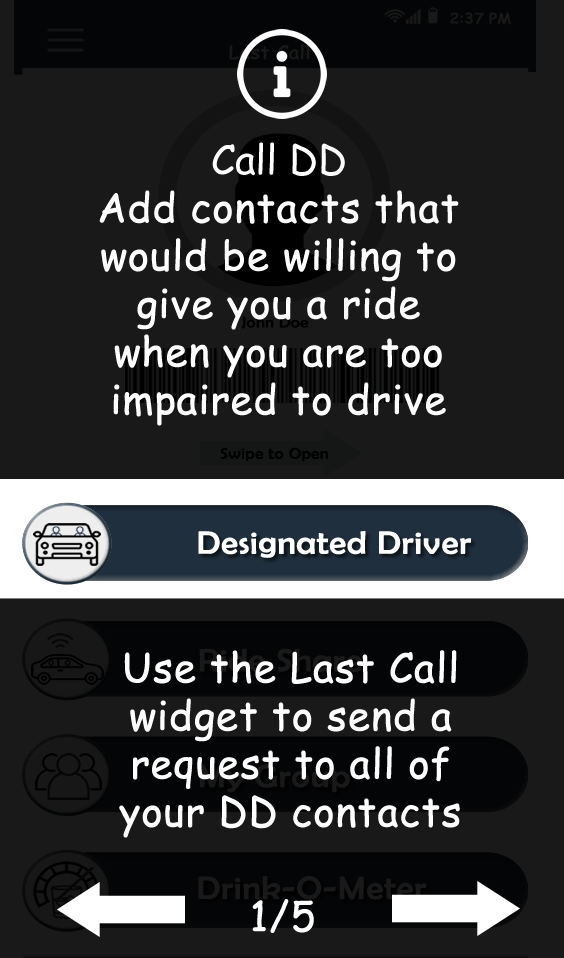 2:37 PM
Last Call
Call DD
Add contacts that
would be willing to
give you a ride
John Doe
when you are too
impaired to drive
Swipe to Open
Designated Driver
Ride Share
Use the Last Call
widget to send a
request to all of
My Group
your DD contacts
Drink-O-Meter
1/5